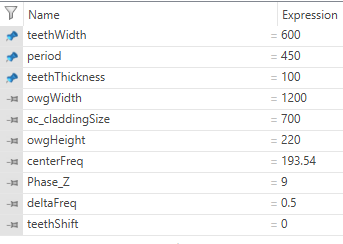 Name Expression
teethWidth = 600
period = 450
teethThickness = 100
owgWidth = 1200
ac_claddingSize = 700
owgHeight = 220
centerFreq = 193.54
Phase_Z = 9
deltaFreq = 0.5
teethShift = 0